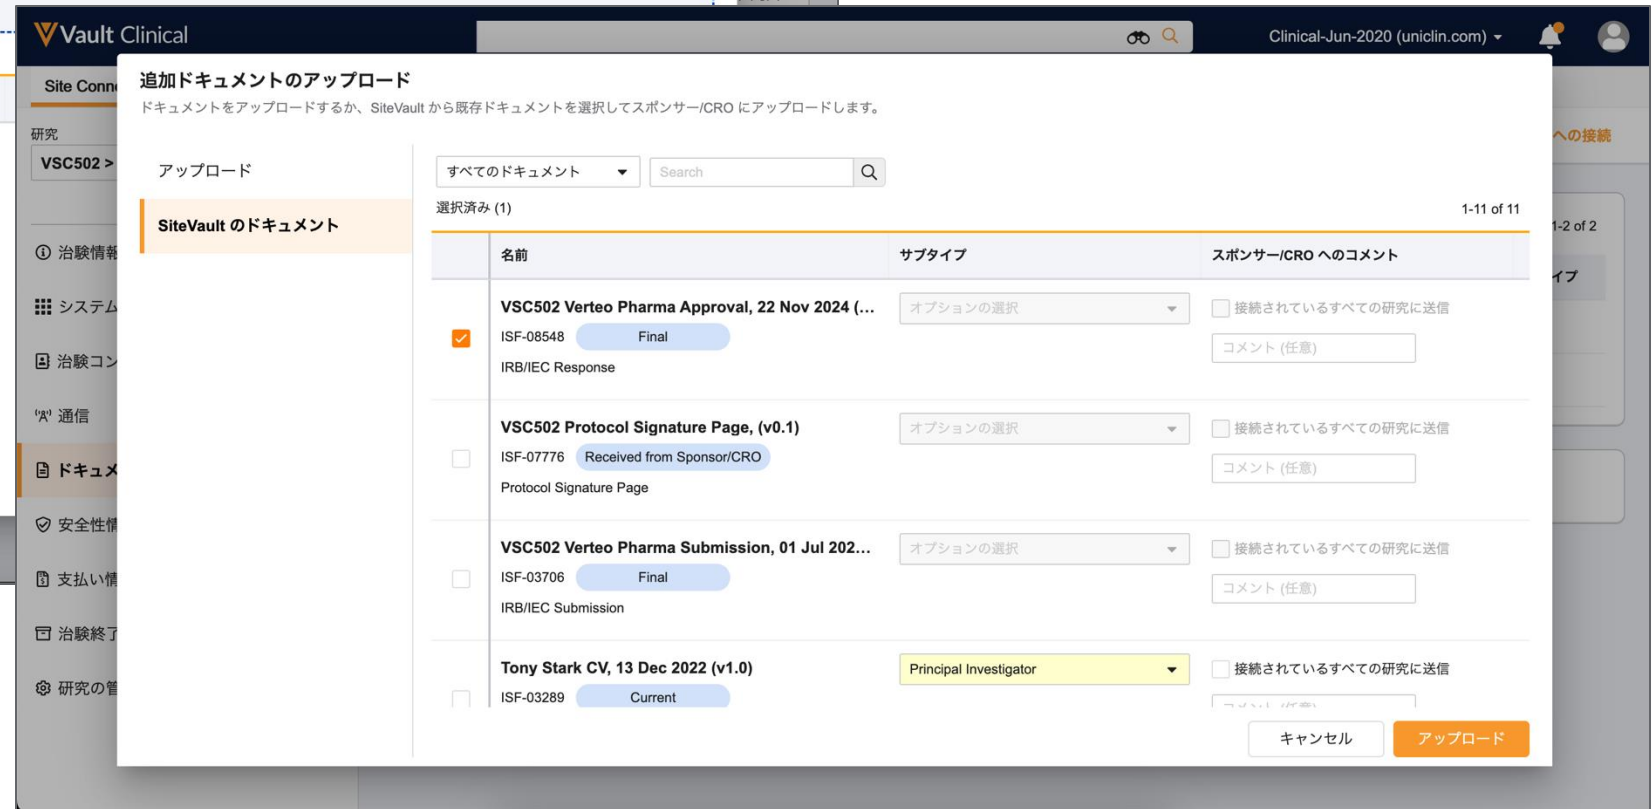 Vault Clinical
Clinical-Jun-2020 (uniclin.com)
Site Conn
研究
VSC502 >
治験情報
システム
治験コン
通信
ドキュメ
安全性情
支払い情
治験終了
研究の管
への接続
1-2 of 2
イプ
追加ドキュメントのアップロード
ドキュメントをアップロードするか、SiteVault から既存ドキュメントを選択してスポンサー/CRO にアップロードします。
アップロード
SiteVault のドキュメント
すべてのドキュメント
Search
選択済み (1)
1-11 of 11
名前 サブタイプ スポンサー/CRO へのコメント
VSC502 Verteo Pharma Approval, 22 Nov 2024 (...
ISF-08548 Final
IRB/IEC Response
オプションの選択
接続されているすべての研究に送信
コメント (任意)
VSC502 Protocol Signature Page, (v0.1)
ISF-07776 Received from Sponsor/CRO
Protocol Signature Page
オプションの選択
接続されているすべての研究に送信
コメント (任意)
VSC502 Verteo Pharma Submission, 01 Jul 202...
ISF-03706 Final
IRB/IEC Submission
オプションの選択
接続されているすべての研究に送信
コメント (任意)
Tony Stark CV, 13 Dec 2022 (v1.0)
ISF-03289 Current
Principal Investigator
接続されているすべての研究に送信
キャンセル
アップロード